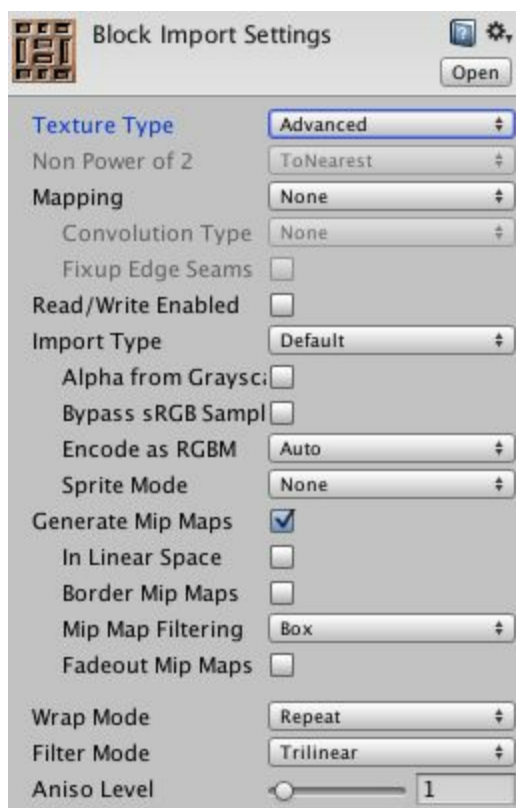 Block Import Settings
Open
Texture Type Advanced
Non Power of 2 ToNearest
Mapping None
Convolution Type None
Fixup Edge Seams
Read/Write Enabled
Import Type Default
Alpha from Graysca
Bypass sRGB Sampl
Encode as RGBM Auto
Sprite Mode None
Generate Mip Maps
In Linear Space
Border Mip Maps
Mip Map Filtering Box
Fadeout Mip Maps
Wrap Mode Repeat
Filter Mode Trilinear
Aniso Level 1